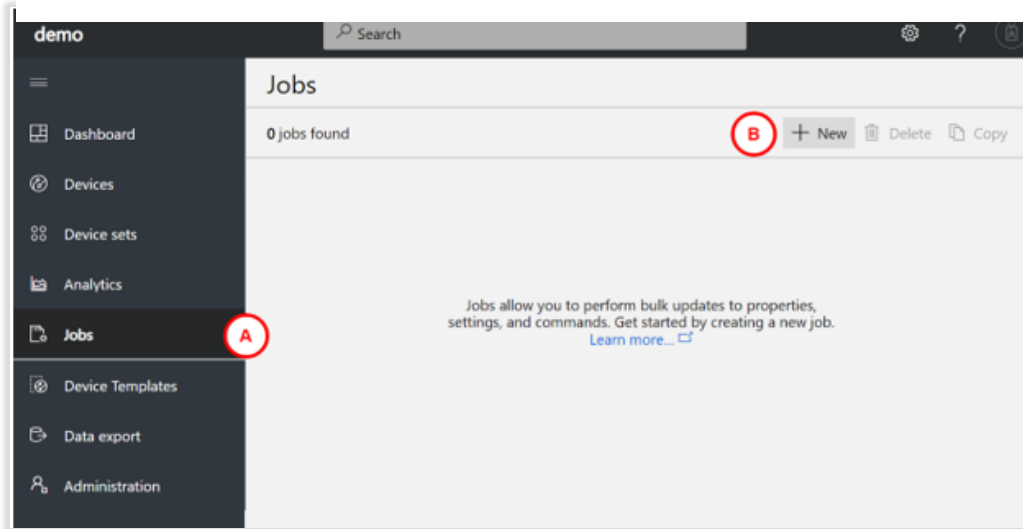 demo
Search
?
Jobs
Dashboard
0 jobs found
B
+ New
Delete
Copy
Devices
Device sets
Analytics
Jobs allow you to perform bulk updates to properties,
settings, and commands. Get started by creating a new job.
Learn more...
Jobs
A
Device Templates
Data export
Administration